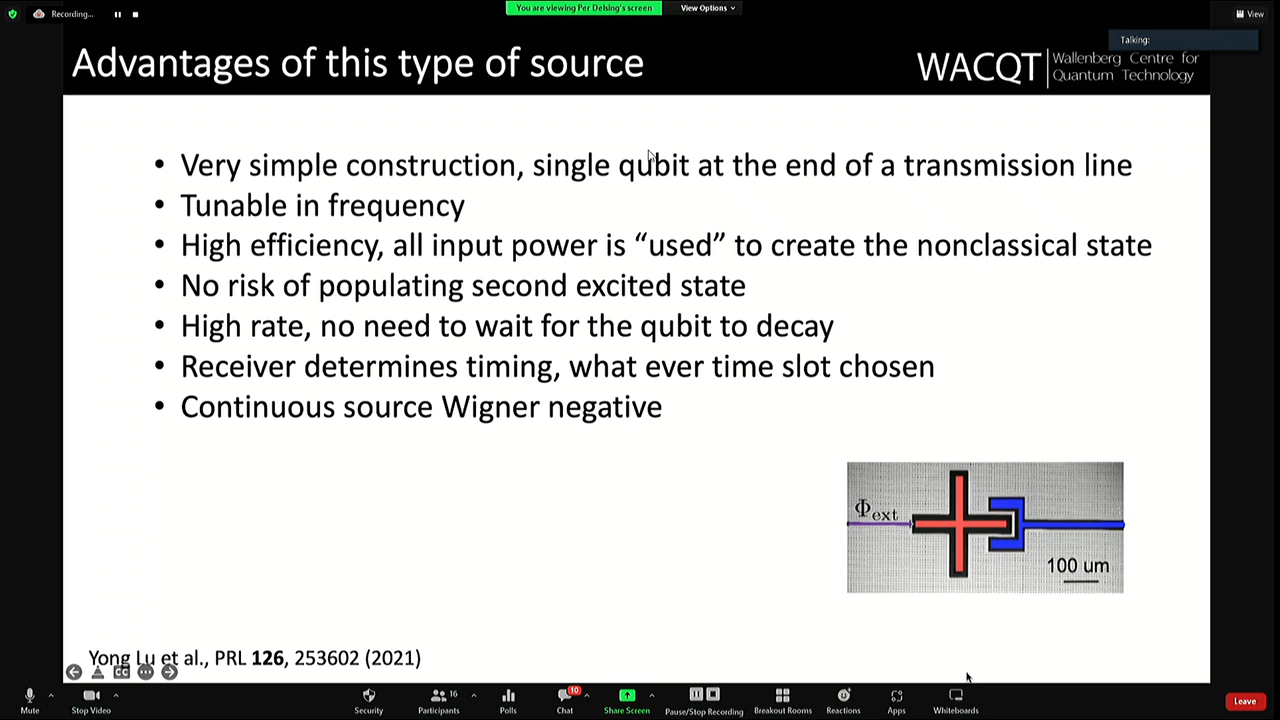 Recording...
You are viewing Per Delsing's screen
View Options
View
Talking:
Advantages of this type of source
WACQT
Wallenberg Centre for
Quantum Technology
• Very simple construction, single qubit at the end of a transmission line
• Tunable in frequency
• High efficiency, all input power is “used” to create the nonclassical state
• No risk of populating second excited state
• High rate, no need to wait for the qubit to decay
• Receiver determines timing, what ever time slot chosen
• Continuous source Wigner negative
Φext
100 um
Yong Lu et al., PRL 126, 253602 (2021)
CC
16
10
Mute
Stop Video
Security
Participants
Polls
Chat
Share Screen
Pause/Stop Recording
Breakout Rooms
Reactions
Apps
Whiteboards
Leave